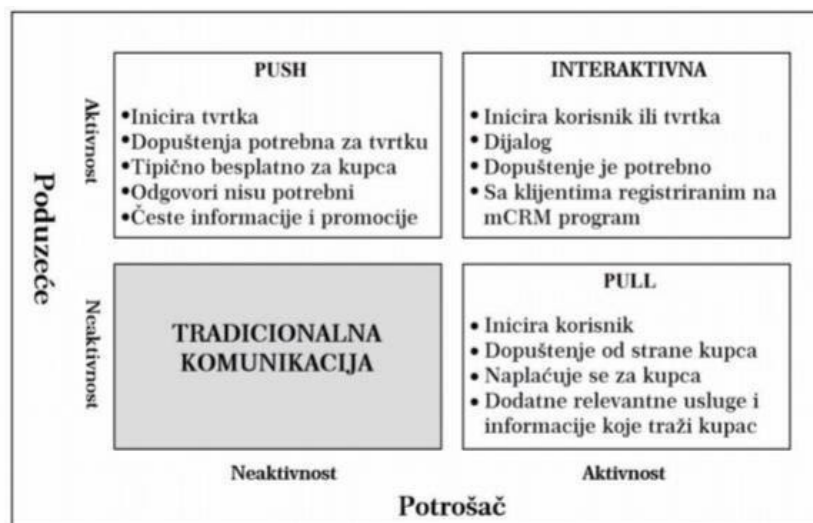 PUSH
•Inicira tvrtka
•Dopuštenja potrebna za tvrtku
•Tipično besplatno za kupca
•Odgovori nisu potrebni
•Česte informacije i promocije
INTERAKTIVNA
• Inicira korisnik ili tvrtka
• Dijalog
• Dopuštenje je potrebno
• Sa klijentima registriranim na
mCRM program
Aktivnost
Poduzeće
Neaktivnost
TRADICIONALNA
KOMUNIKACIJA
PULL
• Inicira korisnik
• Dopuštenje od strane kupca
• Naplaćuje se za kupca
• Dodatne relevantne usluge i
informacije koje traži kupac
Neaktivnost
Aktivnost
Potrošač